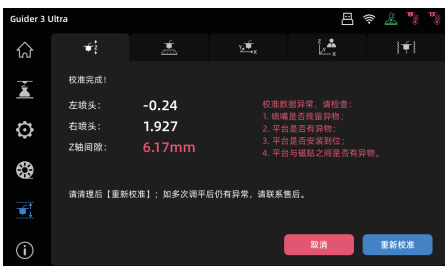 Guider 3 Ultra
校准完成！
左喷头： -0.24
右喷头： 1.927
Z轴间隙： 6.17mm
校准数据异常，请检查：
1. 喷嘴是否残留异物；
2. 平台是否有异物；
3. 平台是否安装到位；
4. 平台与磁贴之间是否有异物。
请清理后【重新校准】；如多次调平后仍有异常，请联系售后。
取消
重新校准